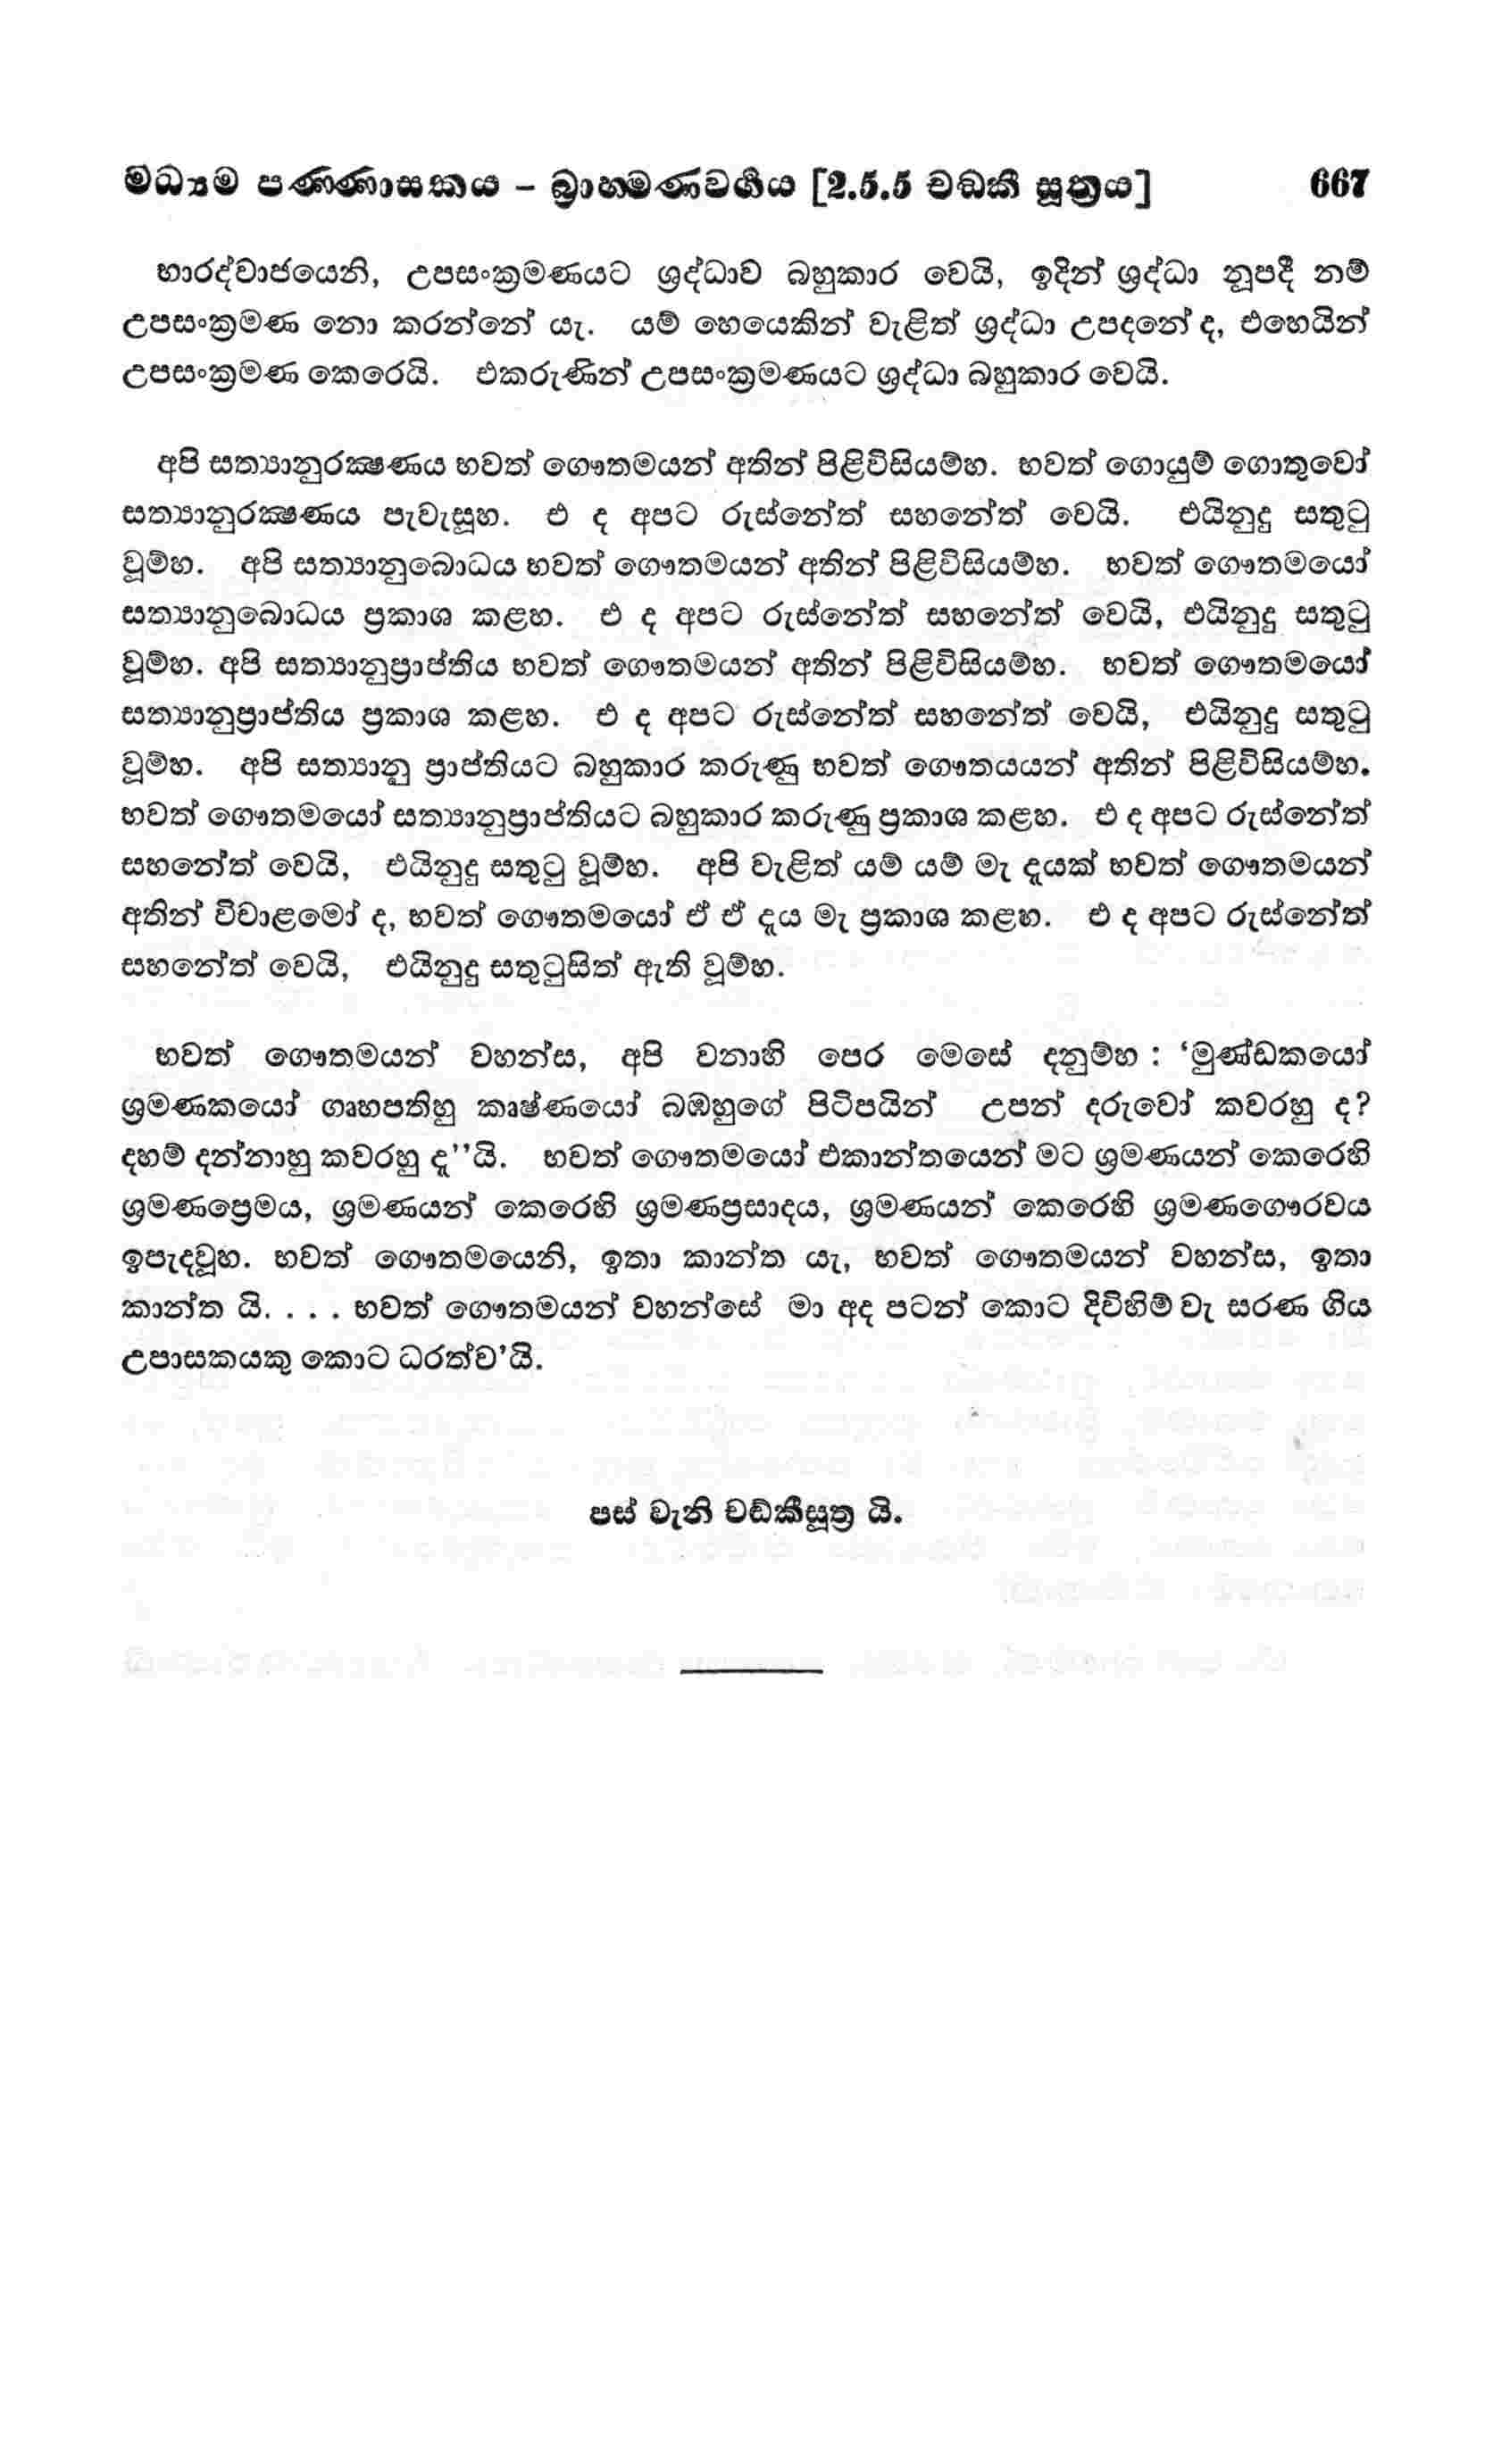 මධ්‍යම පණ්ණාසකය – බ්‍රාහ්මණවර්ගය [2.5.5 චඞ්කී සූත්‍රය] 667
භාරද්වාජයෙනි, උපසංක්‍රමණයට ශ්‍රද්ධාව බහුකාර වෙයි, ඉදින් ශ්‍රද්ධා නූපදී නම්
උපසංක්‍රමණ නො කරන්නේ යැ. යම් හෙයෙකින් වැළිත් ශ්‍රද්ධා උපදනේ ද, එහෙයින්
උපසංක්‍රමණ කෙරෙයි. එකරුණින් උපසංක්‍රමණයට ශ්‍රද්ධා බහුකාර වෙයි.
අපි සත්‍යානුරක්‍ෂණය භවත් ගෞතමයන් අතින් පිළිවිසියම්හ. භවත් ගොයුම් ගොතුවෝ
සත්‍යානුරක්‍ෂණය පැවැසූහ. එ ද අපට රුස්නේත් සහනේත් වෙයි. එයිනුදු සතුටු
වූම්හ. අපි සත්‍යානුබොධය භවත් ගෞතමයන් අතින් පිළිවිසියම්හ. භවත් ගෞතමයෝ
සත්‍යානුබොධය ප්‍රකාශ කළහ. එ ද අපට රුස්නේත් සහනේත් වෙයි, එයිනුදු සතුටු
වූම්හ. අපි සත්‍යානුප්‍රාප්තිය භවත් ගෞතමයන් අතින් පිළිවිසියම්හ. භවත් ගෞතමයෝ
සත්‍යානුප්‍රාප්තිය ප්‍රකාශ කළහ. එ ද අපට රුස්නේත් සහනේත් වෙයි, එයිනුදු සතුටු
වූම්හ. අපි සත්‍යානු ප්‍රාප්තියට බහුකාර කරුණු භවත් ගෞතයයන් අතින් පිළිවිසියම්හ.
භවත් ගෞතමයෝ සත්‍යානුප්‍රාප්තියට බහුකාර කරුණු ප්‍රකාශ කළහ. එ ද අපට රුස්නේත්
සහනේත් වෙයි, එයිනුදු සතුටු වූම්හ. අපි වැළිත් යම් යම් මැ දැයක් භවත් ගෞතමයන්
අතින් විචාළමෝ ද, භවත් ගෞතමයෝ ඒ ඒ දැය මැ ප්‍රකාශ කළහ. එ ද අපට රුස්නේත්
සහනේත් වෙයි, එයිනුදු සතුටුසිත් ඇති වූම්හ.
භවත් ගෞතමයන් වහන්ස, අපි වනාහි පෙර මෙසේ දනුම්හ : ‘මුණ්ඩකයෝ
ශ්‍රමණකයෝ ගෘහපතිහු කෘෂ්ණයෝ බඹහුගේ පිටිපයින් උපන් දරුවෝ කවරහු ද?
දහම් දන්නාහු කවරහු දැ’’යි. භවත් ගෞතමයෝ එකාන්තයෙන් මට ශ්‍රමණයන් කෙරෙහි
ශ්‍රමණප්‍රෙමය, ශ්‍රමණයන් කෙරෙහි ශ්‍රමණප්‍රසාදය, ශ්‍රමණයන් කෙරෙහි ශ්‍රමණගෞරවය
ඉපැදවූහ. භවත් ගෞතමයෙනි, ඉතා කාන්ත යැ, භවත් ගෞතමයන් වහන්ස, ඉතා
කාන්ත යි. . . . භවත් ගෞතමයන් වහන්සේ මා අද පටන් කොට දිවිහිම් වැ සරණ ගිය
උපාසකයකු කොට ධරත්ව’යි.
පස් වැනි චඞ්කීසූත්‍ර යි.